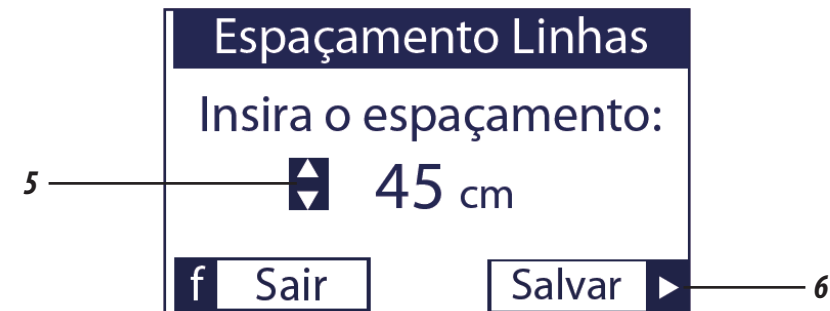 Espaçamento Linhas
Insira o espaçamento:
5 45 cm
f Sair Salvar 6